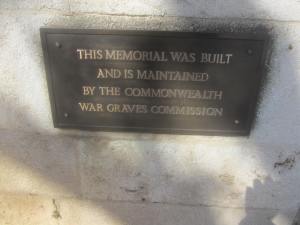 THIS MEMORIAL WAS BUILT
AND IS MAINTAINED
BY THE COMMONWEALTH
WAR GRAVES COMMISSION